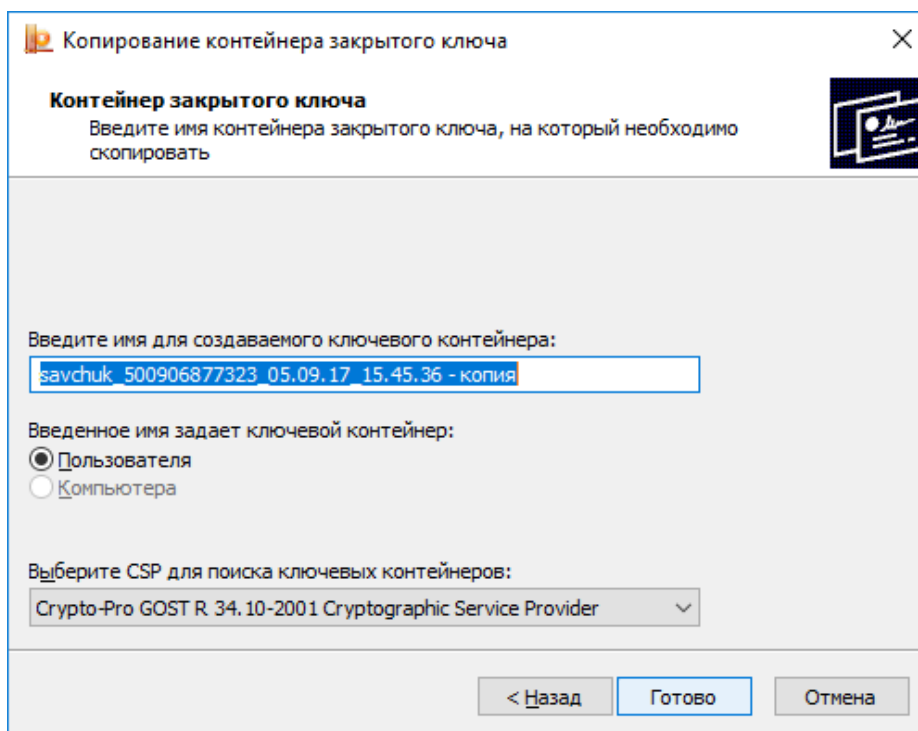 Копирование контейнера закрытого ключа
Контейнер закрытого ключа
Введите имя контейнера закрытого ключа, на который необходимо
скопировать
Введите имя для создаваемого ключевого контейнера:
savchuk_500906877323_05.09.17_15.45.36 - копия
Введенное имя задает ключевой контейнер:
Пользователя
Компьютера
Выберите CSP для поиска ключевых контейнеров:
Crypto-Pro GOST R 34.10-2001 Cryptographic Service Provider
< Назад Готово Отмена